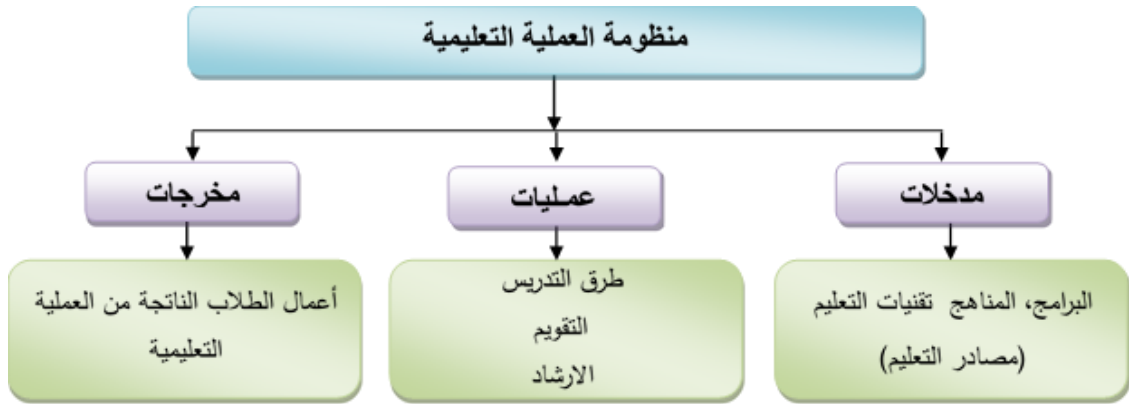 منظومة العملية التعليمية
مدخلات
عمليات
مخرجات
البرامج، المناهج تقنيات التعليم
(مصادر التعليم)
طرق التدريس
التقويم
الارشاد
أعمال الطلاب الناتجة من العملية
التعليمية